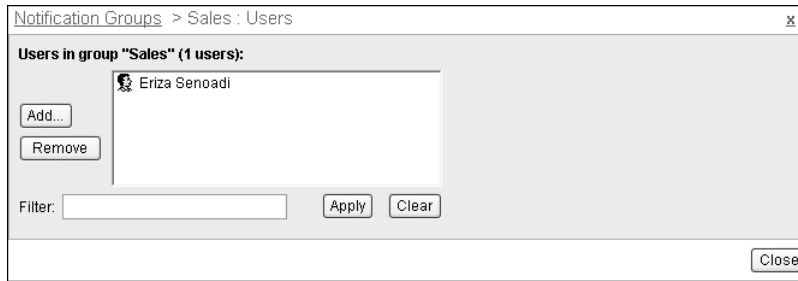 Notification Groups > Sales : Users x
Users in group "Sales" (1 users):
Eriza Senoadi
Add...
Remove
Filter: Apply Clear
Close